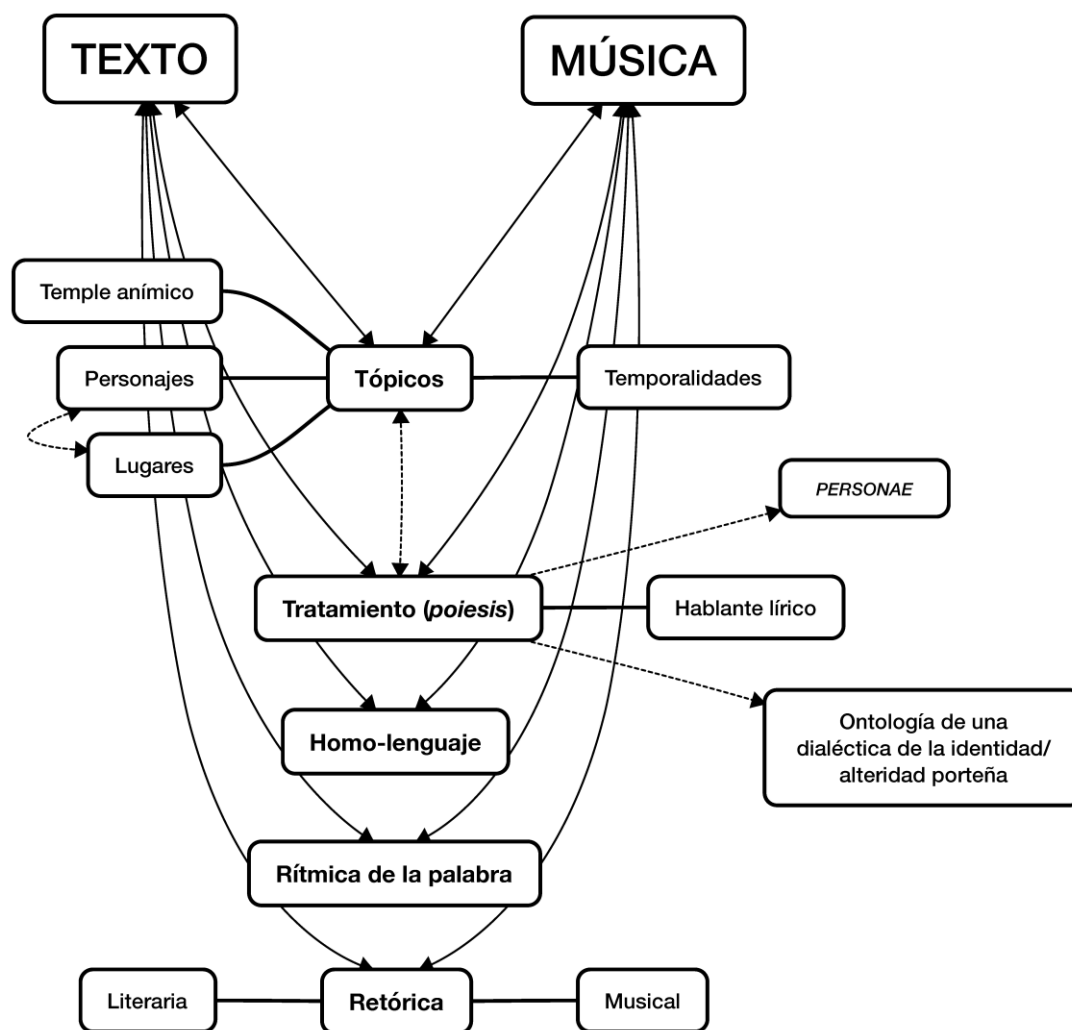 TEXTO
MÚSICA
Temple anímico
Personajes
Tópicos
Temporalidades
Lugares
PERSONAE
Tratamiento (poiesis)
Hablante lírico
Homo-lenguaje
Ontología de una
dialéctica de la identidad/
alteridad porteña
Rítmica de la palabra
Literaria
Retórica
Musical